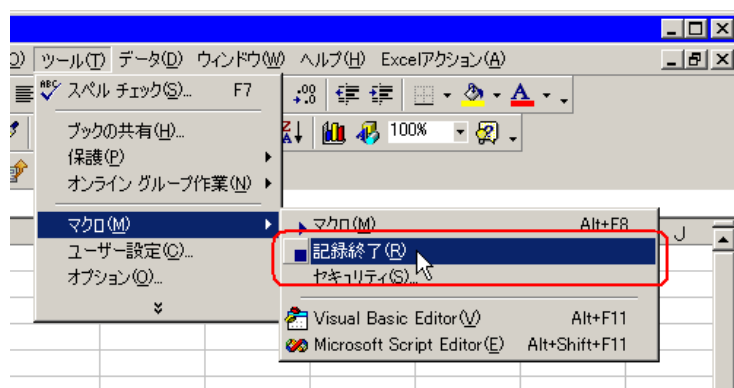 ツール(T) データ(D) ウィンドウ(W) ヘルプ(H) Excelアクション(A)
ABC スペル チェック(S)... F7
ブックの共有(H)...
100%
保護(P)
オンライン グループ作業(N)
マクロ(M)
マクロ(M) Alt+F8
J
ユーザー設定(C)...
記録終了(R)
オプション(O)...
セキュリティ(S)...
Visual Basic Editor(V) Alt+F11
Microsoft Script Editor(E) Alt+Shift+F11